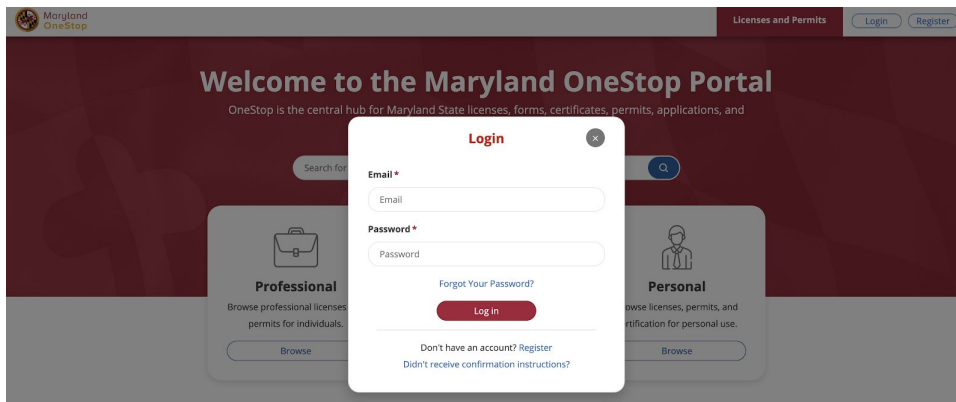 Maryland
OneStop
Licenses and Permits
Login
Register
Welcome to the Maryland OneStop Portal
OneStop is the central hub for Maryland State licenses, forms, certificates, permits, applications, and
Search for
Login
Email *
Email
Password *
Password
Forgot Your Password?
Log in
Don't have an account? Register
Didn't receive confirmation instructions?
Professional
Browse professional licenses
permits for individuals.
Browse
Personal
owse licenses, permits, and
rtification for personal use.
Browse